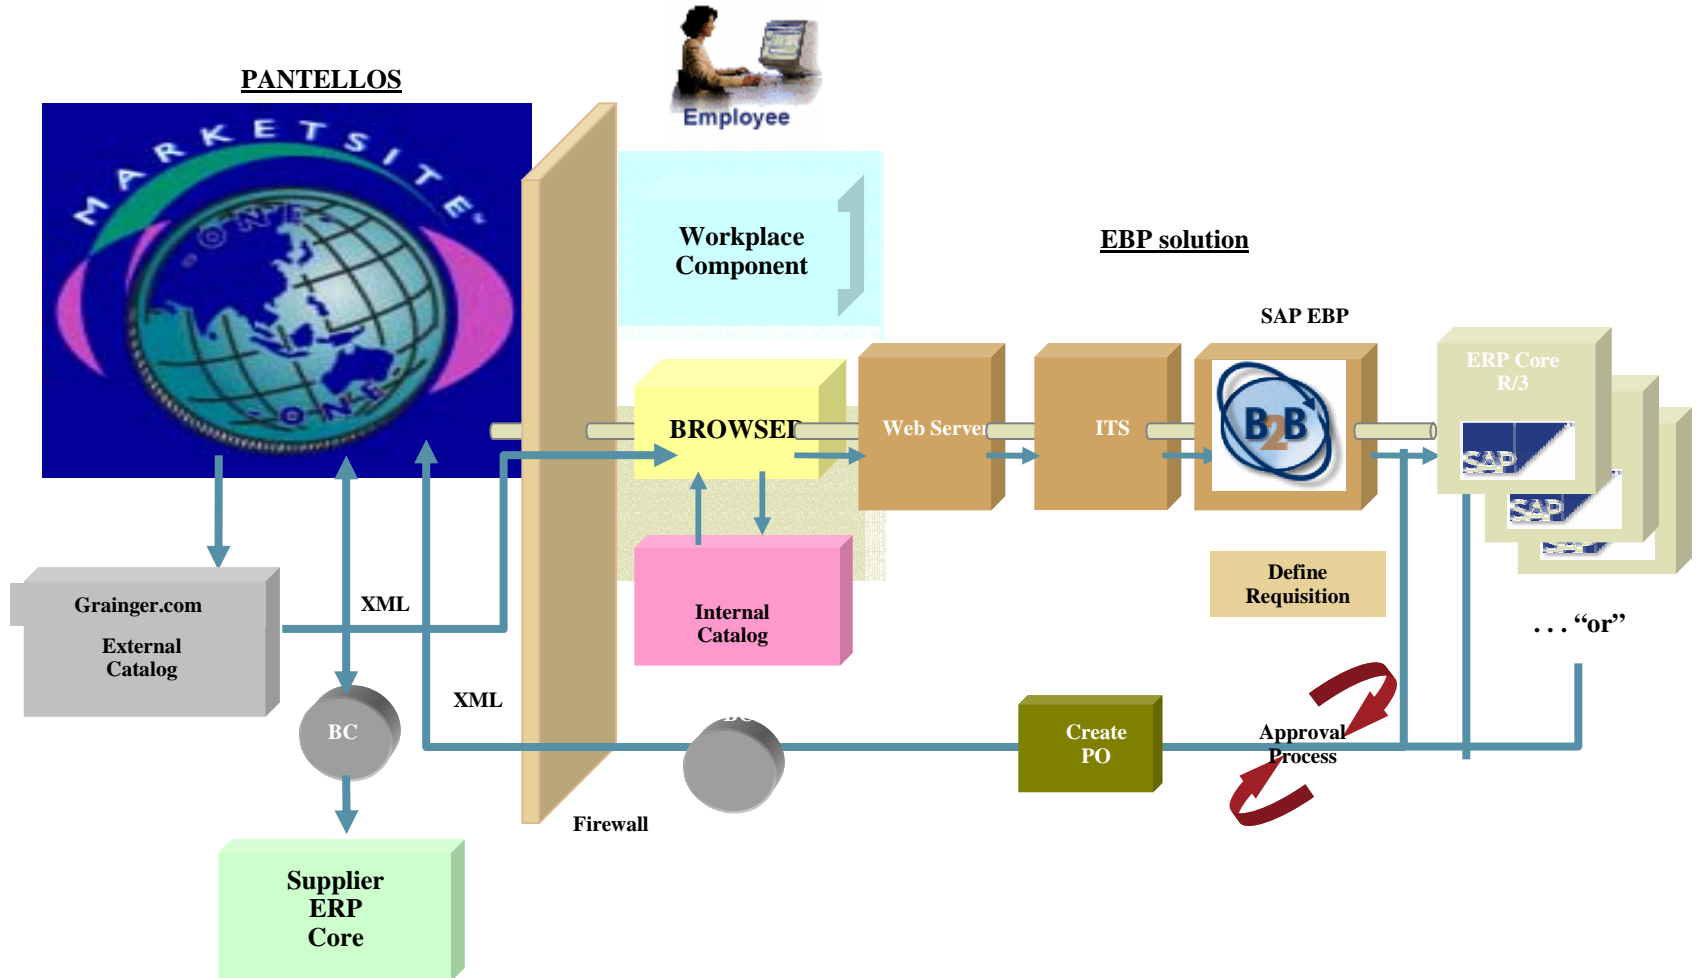 PANTELLOS
Employee
MARKETSITE
ONE
ONE
Workplace
Component
EBP solution
SAP EBP
ERP Core
R/3
BROWSER
Web Server
ITS
B2B
SAP
SAP
SAP
Grainger.com
External
Catalog
XML
Internal
Catalog
Define
Requisition
. . . “or”
XML
BC
BC
Create
PO
Approval
Process
Firewall
Supplier
ERP
Core